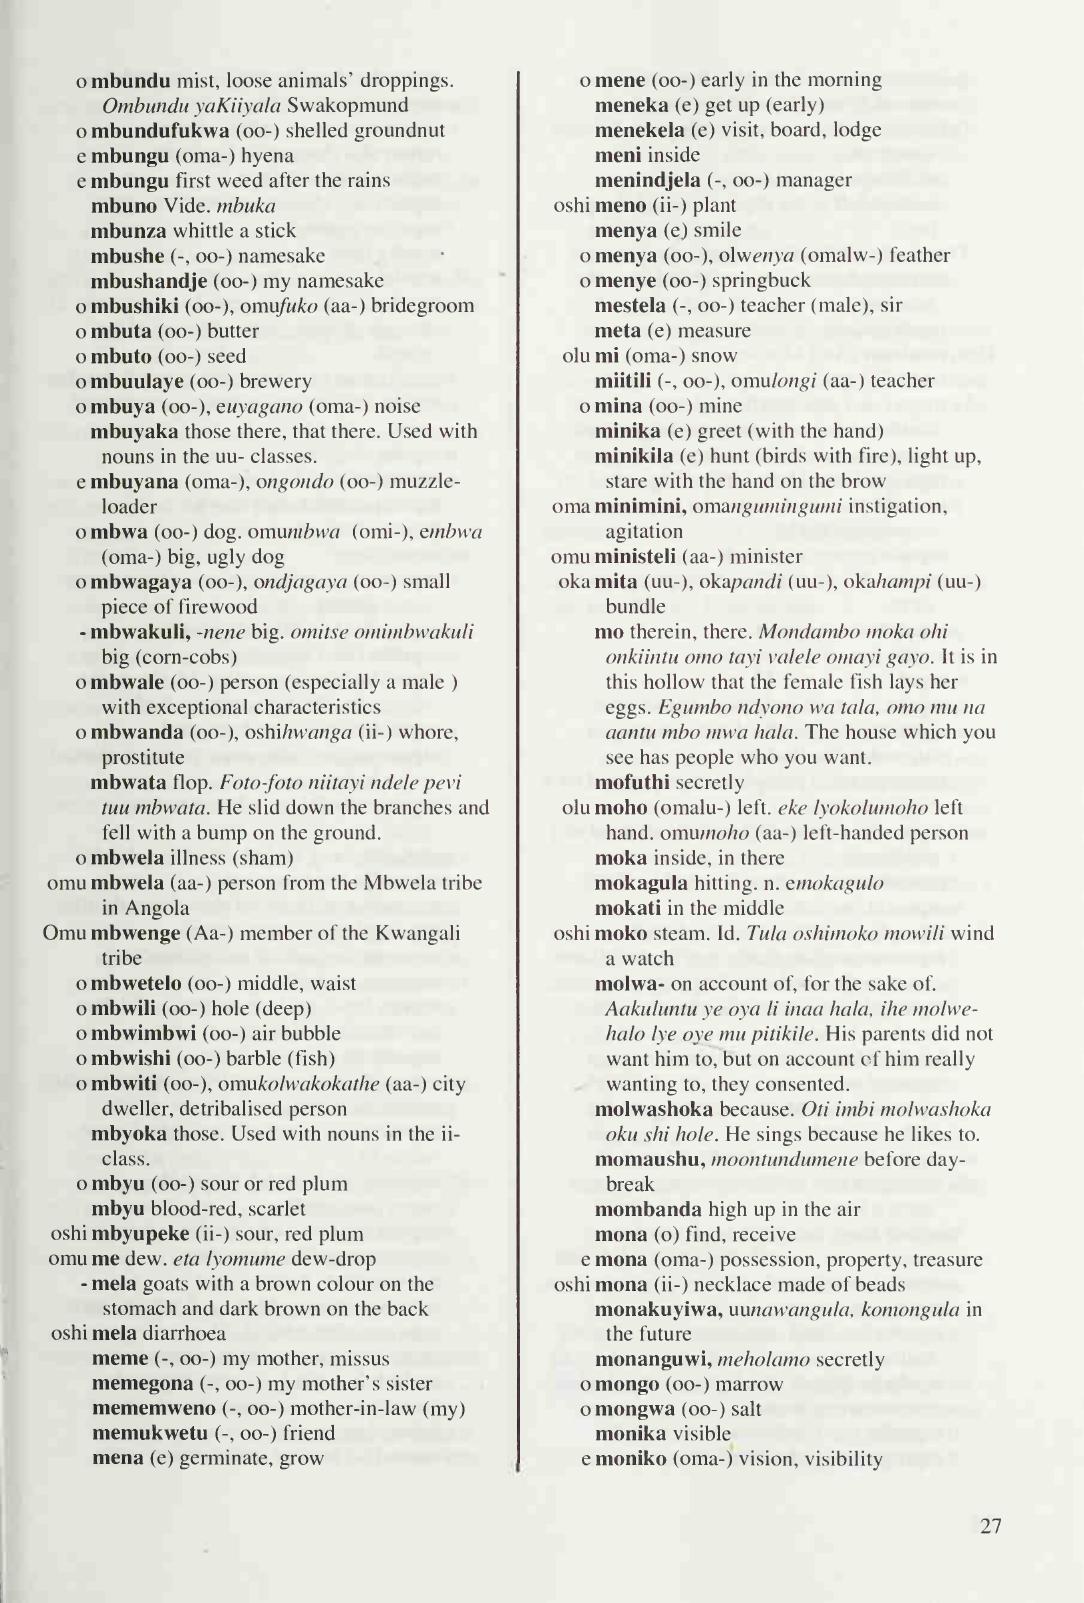 o mbundu mist, loose animals' droppings.
Ombundu yaKiiyala Swakopmund
o mbundufukwa (oo-) shelled groundnut
e mbungu (oma-) hyena
e mbungu first weed after the rains
mbuno Vide. mbuka
mbunza whittle a stick
mbushe (-, oo-) namesake
mbushandje (oo-) my namesake
o mbushiki (oo-), omufuko (aa-) bridegroom
o mbuta (oo-) butter
o mbuto (oo-) seed
o mbuulaye (oo-) brewery
o mbuya (oo-), euyagano (oma-) noise
mbuyaka those there, that there. Used with
nouns in the uu- classes.
e mbuyana (oma-), ongondo (oo-) muzzle-
loader
o mbwa (oo-) dog. omumbwa (omi-), embwa
(oma-) big, ugly dog
o mbwagaya (oo-), ondjagaya (oo-) small
piece of firewood
- mbwakuli, -nene big. omitse omimbwakuli
big (corn-cobs)
o mbwale (oo-) person (especially a male )
with exceptional characteristics
o mbwanda (oo-), oshihwanga (ii-) whore,
prostitute
mbwata flop. Foto-foto niitayi ndele pevi
tuu mbwata. He slid down the branches and
fell with a bump on the ground.
o mbwela illness (sham)
omu mbwela (aa-) person from the Mbwela tribe
in Angola
Omu mbwenge (Aa-) member of the Kwangali
tribe
o mbwetelo (oo-) middle, waist
o mbwili (oo-) hole (deep)
o mbwimbwi (oo-) air bubble
o mbwishi (oo-) barble (fish)
o mbwiti (oo-), omukolwakokathe (aa-) city
dweller, detribalised person
mbyoka those. Used with nouns in the ii-
class.
o mbyu (oo-) sour or red plum
mbyu blood-red, scarlet
oshi mbyupeke (ii-) sour, red plum
omu me dew. eta lyomume dew-drop
- mela goats with a brown colour on the
stomach and dark brown on the back
oshi mela diarrhoea
meme (-, oo-) my mother, missus
memegona (-, oo-) my mother's sister
mememweno (-, oo-) mother-in-law (my)
memukwetu (-, oo-) friend
mena (e) germinate, grow
o mene (oo-) early in the morning
meneka (e) get up (early)
menekela (e) visit, board, lodge
meni inside
menindjela (-, oo-) manager
oshi meno (ii-) plant
menya (e) smile
o menya (oo-), olwenya (omalw-) feather
o menye (oo-) springbuck
mestela (-, oo-) teacher (male), sir
meta (e) measure
olu mi (oma-) snow
miitili (-, oo-), omulongi (aa-) teacher
o mina (oo-) mine
minika (e) greet (with the hand)
minikila (e) hunt (birds with fire), light up,
stare with the hand on the brow
oma minimini, omangumingumi instigation,
agitation
omu ministeli (aa-) minister
oka mita (uu-), okapandi (uu-), okahampi (uu-)
bundle
mo therein, there. Mondambo moka ohi
onkiintu omo tayi valele omayi gayo. It is in
this hollow that the female fish lays her
eggs. Egumbo ndyono wa tala, omo mu na
aantu mbo mwa hala. The house which you
see has people who you want.
mofuthi secretly
olu moho (omalu-) left. eke lyokolumoho left
hand. omumoho (aa-) left-handed person
moka inside, in there
mokagula hitting. n. emokagulo
mokati in the middle
oshi moko steam. Id. Tula oshimoko mowili wind
a watch
molwa- on account of, for the sake of.
Aakuluntu ye oya li inaa hala, ihe molwe-
halo lye oye mu pitikile. His parents did not
want him to, but on account of him really
wanting to, they consented.
molwashoka because. Oti imbi molwashoka
oku shi hole. He sings because he likes to.
momaushu, moontundumene before day-
break
mombanda high up in the air
mona (o) find, receive
e mona (oma-) possession, property, treasure
oshi mona (ii-) necklace made of beads
monakuyiwa, uunawangula, komongula in
the future
monanguwi, meholamo secretly
o mongo (oo-) marrow
o mongwa (oo-) salt
monika visible
e moniko (oma-) vision, visibility
27